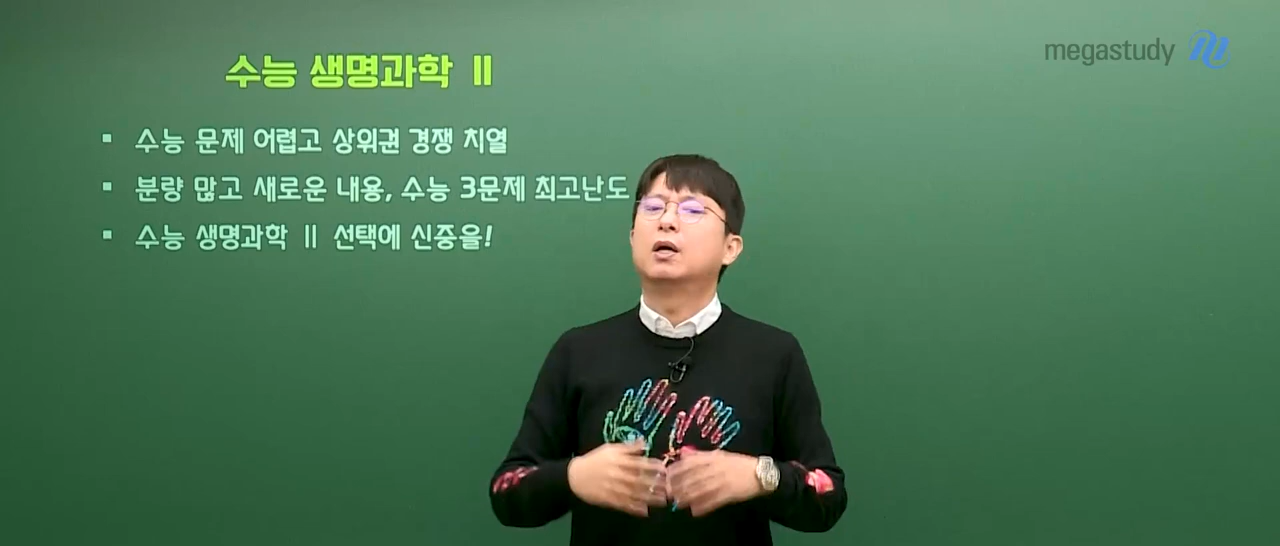 수능 생명과학 Ⅱ
megastudy
▪ 수능 문제 어렵고 상위권 경쟁 치열
▪ 분량 많고 새로운 내용, 수능 3문제 최고난도
▪ 수능 생명과학 Ⅱ 선택에 신중을!